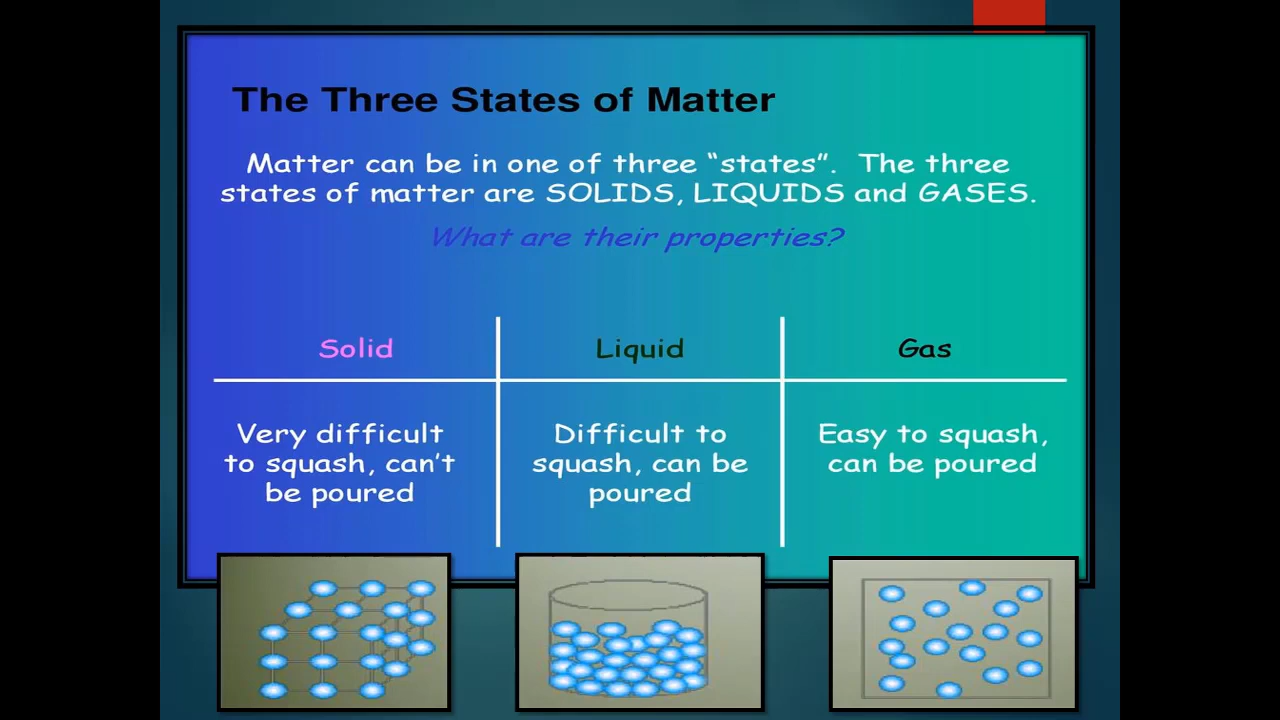 The Three States of Matter
Matter can be in one of three “states”. The three
states of matter are SOLIDS, LIQUIDS and GASES.
What are their properties?
Solid
Liquid
Gas
Very difficult
to squash, can't
be poured
Difficult to
squash, can be
poured
Easy to squash,
can be poured